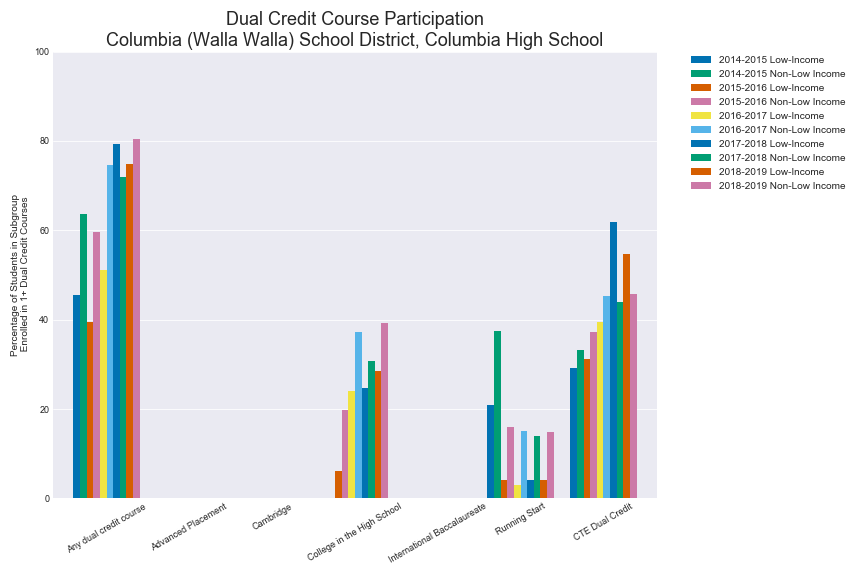 Dual Credit Course Participation
Columbia (Walla Walla) School District, Columbia High School
Percentage of Students in Subgroup
Enrolled in 1+ Dual Credit Courses
100
80
60
40
20
0
Any dual credit course
Advanced Placement
Cambridge
College in the High School
International Baccalaureate
Running Start
CTE Dual Credit
2014-2015 Low-Income
2014-2015 Non-Low Income
2015-2016 Low-Income
2015-2016 Non-Low Income
2016-2017 Low-Income
2016-2017 Non-Low Income
2017-2018 Low-Income
2017-2018 Non-Low Income
2018-2019 Low-Income
2018-2019 Non-Low Income